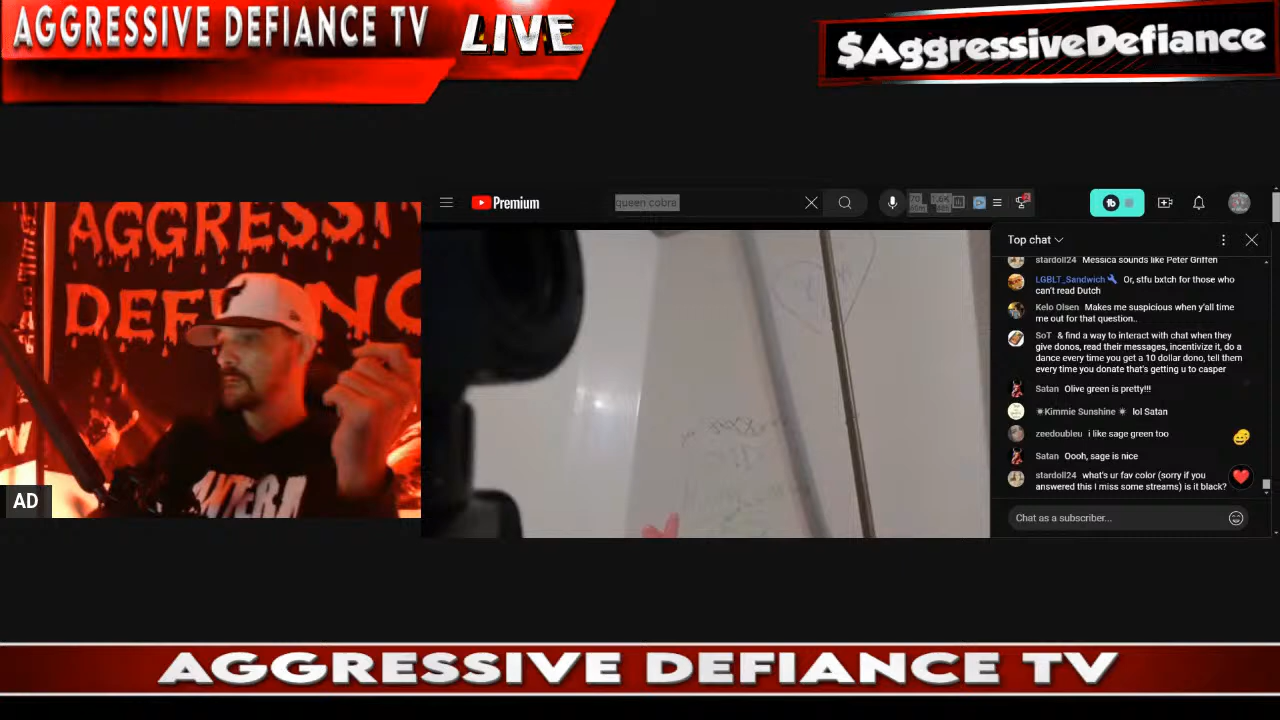 AGGRESSIVE DEFIANCE TV
LIVE
$AggressiveDefiance
Premium
queen cobra
AGGRESSI
DEF
NC
TV
AD
Top chat
stardoll24 Messica sounds like Peter Griffen
LGBLT_Sandwich Or, stfu bxtch for those who
can't read Dutch
Kelo Olsen Makes me suspicious when y'all time
me out for that question..
SoT & find a way to interact with chat when they
give donos, read their messages, incentivize it, do a
dance every time you get a 10 dollar dono, tell them
every time you donate that's getting u to casper
Satan Olive green is pretty!!!
Kimmie Sunshine lol Satan
zeedoubleu i like sage green too
Satan Oooh, sage is nice
stardoll24 what's ur fav color (sorry if you
answered this I miss some streams) is it black?
Chat as a subscriber...
AGGRESSIVE DEFIANCE TV